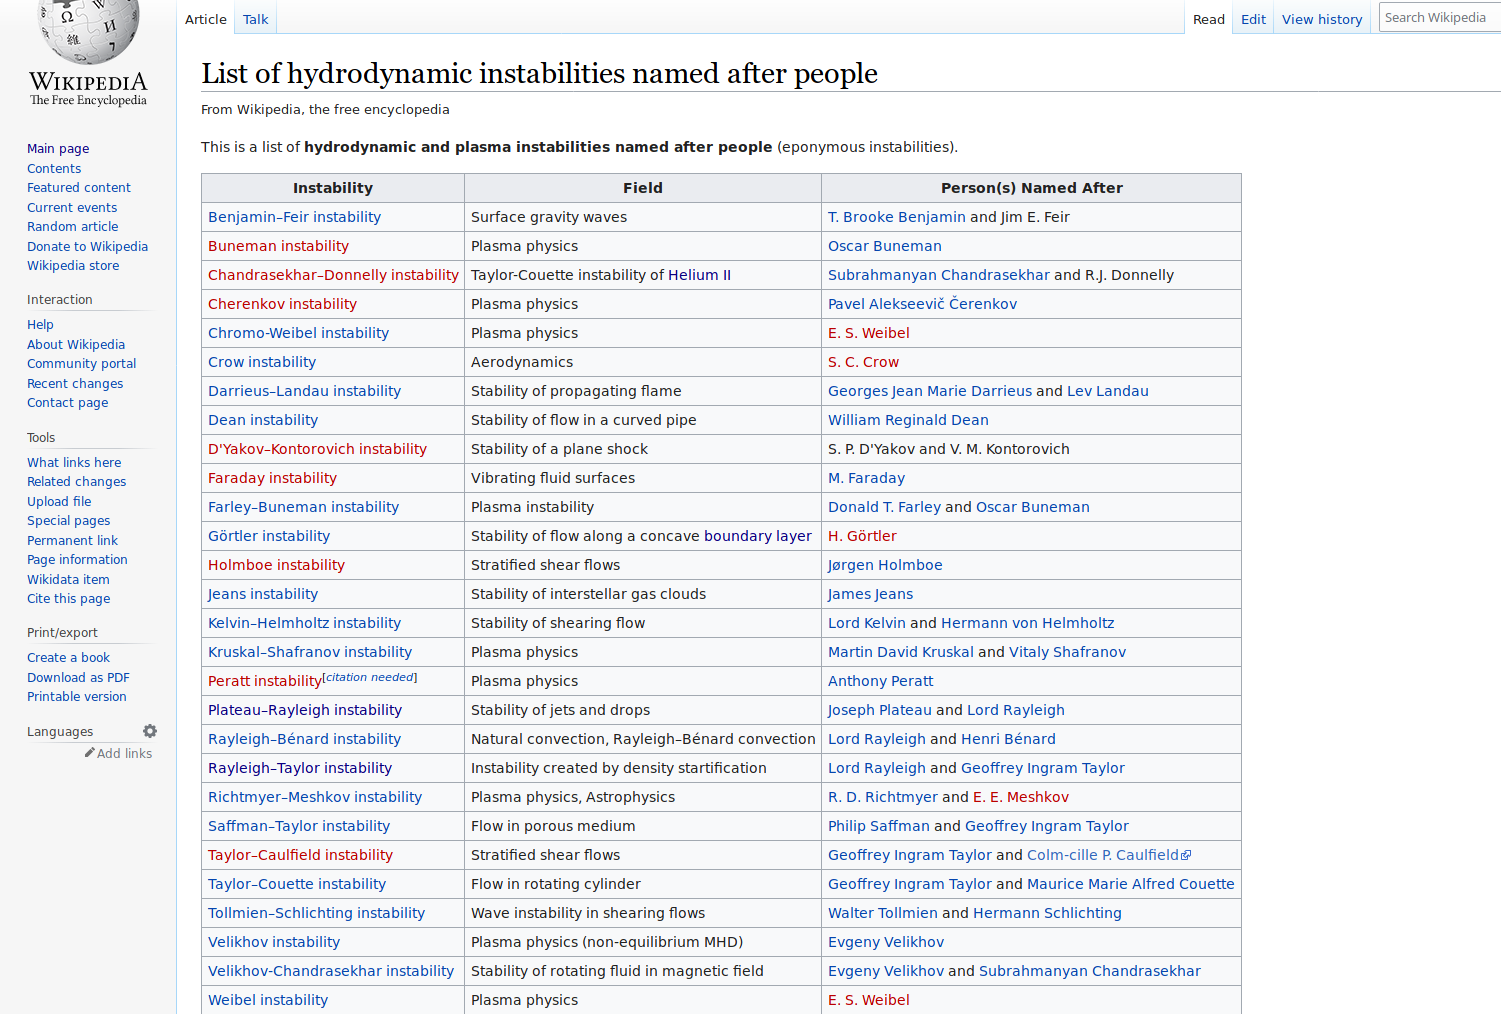 Article Talk Read Edit View history Search Wikipedia
WIKIPEDIA
The Free Encyclopedia
Main page
Contents
Featured content
Current events
Random article
Donate to Wikipedia
Wikipedia store
Interaction
Help
About Wikipedia
Community portal
Recent changes
Contact page
Tools
What links here
Related changes
Upload file
Special pages
Permanent link
Page information
Wikidata item
Cite this page
Print/export
Create a book
Download as PDF
Printable version
Languages
Add links
List of hydrodynamic instabilities named after people
From Wikipedia, the free encyclopedia
This is a list of hydrodynamic and plasma instabilities named after people (eponymous instabilities).
Instability Field Person(s) Named After
Benjamin–Feir instability Surface gravity waves T. Brooke Benjamin and Jim E. Feir
Buneman instability Plasma physics Oscar Buneman
Chandrasekhar–Donnelly instability Taylor-Couette instability of Helium II Subrahmanyan Chandrasekhar and R.J. Donnelly
Cherenkov instability Plasma physics Pavel Alekseevič Čerenkov
Chromo-Weibel instability Plasma physics E. S. Weibel
Crow instability Aerodynamics S. C. Crow
Darrieus–Landau instability Stability of propagating flame Georges Jean Marie Darrieus and Lev Landau
Dean instability Stability of flow in a curved pipe William Reginald Dean
D'Yakov–Kontorovich instability Stability of a plane shock S. P. D'Yakov and V. M. Kontorovich
Faraday instability Vibrating fluid surfaces M. Faraday
Farley–Buneman instability Plasma instability Donald T. Farley and Oscar Buneman
Görtler instability Stability of flow along a concave boundary layer H. Görtler
Holmboe instability Stratified shear flows Jørgen Holmboe
Jeans instability Stability of interstellar gas clouds James Jeans
Kelvin–Helmholtz instability Stability of shearing flow Lord Kelvin and Hermann von Helmholtz
Kruskal–Shafranov instability Plasma physics Martin David Kruskal and Vitaly Shafranov
Peratt instability[citation needed] Plasma physics Anthony Peratt
Plateau–Rayleigh instability Stability of jets and drops Joseph Plateau and Lord Rayleigh
Rayleigh–Bénard instability Natural convection, Rayleigh–Bénard convection Lord Rayleigh and Henri Bénard
Rayleigh–Taylor instability Instability created by density startification Lord Rayleigh and Geoffrey Ingram Taylor
Richtmyer–Meshkov instability Plasma physics, Astrophysics R. D. Richtmyer and E. E. Meshkov
Saffman–Taylor instability Flow in porous medium Philip Saffman and Geoffrey Ingram Taylor
Taylor–Caulfield instability Stratified shear flows Geoffrey Ingram Taylor and Colm-cille P. Caulfield
Taylor–Couette instability Flow in rotating cylinder Geoffrey Ingram Taylor and Maurice Marie Alfred Couette
Tollmien–Schlichting instability Wave instability in shearing flows Walter Tollmien and Hermann Schlichting
Velikhov instability Plasma physics (non-equilibrium MHD) Evgeny Velikhov
Velikhov-Chandrasekhar instability Stability of rotating fluid in magnetic field Evgeny Velikhov and Subrahmanyan Chandrasekhar
Weibel instability Plasma physics E. S. Weibel